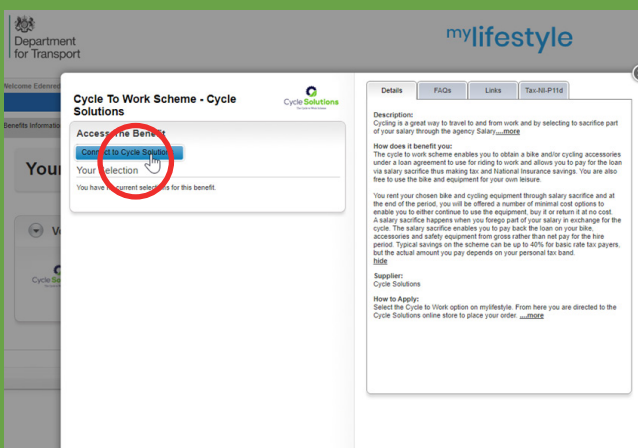 Department
for Transport
mylifestyle
Welcome Edenred
Benefits Informatio
Your
Ve
Cycle So
Cycle To Work Scheme - Cycle
Solutions
Cycle Solutions
Access The Benefit
Connect to Cycle Solutions
Your Selection
You have no current selections for this benefit.
Details FAQs Links Tax-NI-P11d
Description:
Cycling is a great way to travel to and from work and by selecting to sacrifice part
of your salary through the agency Salary....more
How does it benefit you:
The cycle to work scheme enables you to obtain a bike and/or cycling accessories
under a loan agreement to use for riding to work and allows you to pay for the loan
via salary sacrifice thus making tax and National Insurance savings. You are also
free to use the bike and equipment for your own leisure.
You rent your chosen bike and cycling equipment through salary sacrifice and at
the end of the period, you will be offered a number of minimal cost options to
enable you to either continue to use the equipment, buy it or return it at no cost.
A salary sacrifice happens when you forego part of your salary in exchange for the
cycle. The salary sacrifice enables you to pay back the loan on your bike,
accessories and safety equipment from gross rather than net pay for the hire
period. Typical savings on the scheme can be up to 40% for basic rate tax payers,
but the actual amount you pay depends on your personal tax band.
hide
Supplier:
Cycle Solutions
How to Apply:
Select the Cycle to Work option on mylifestyle. From here you are directed to the
Cycle Solutions online store to place your order. ....more